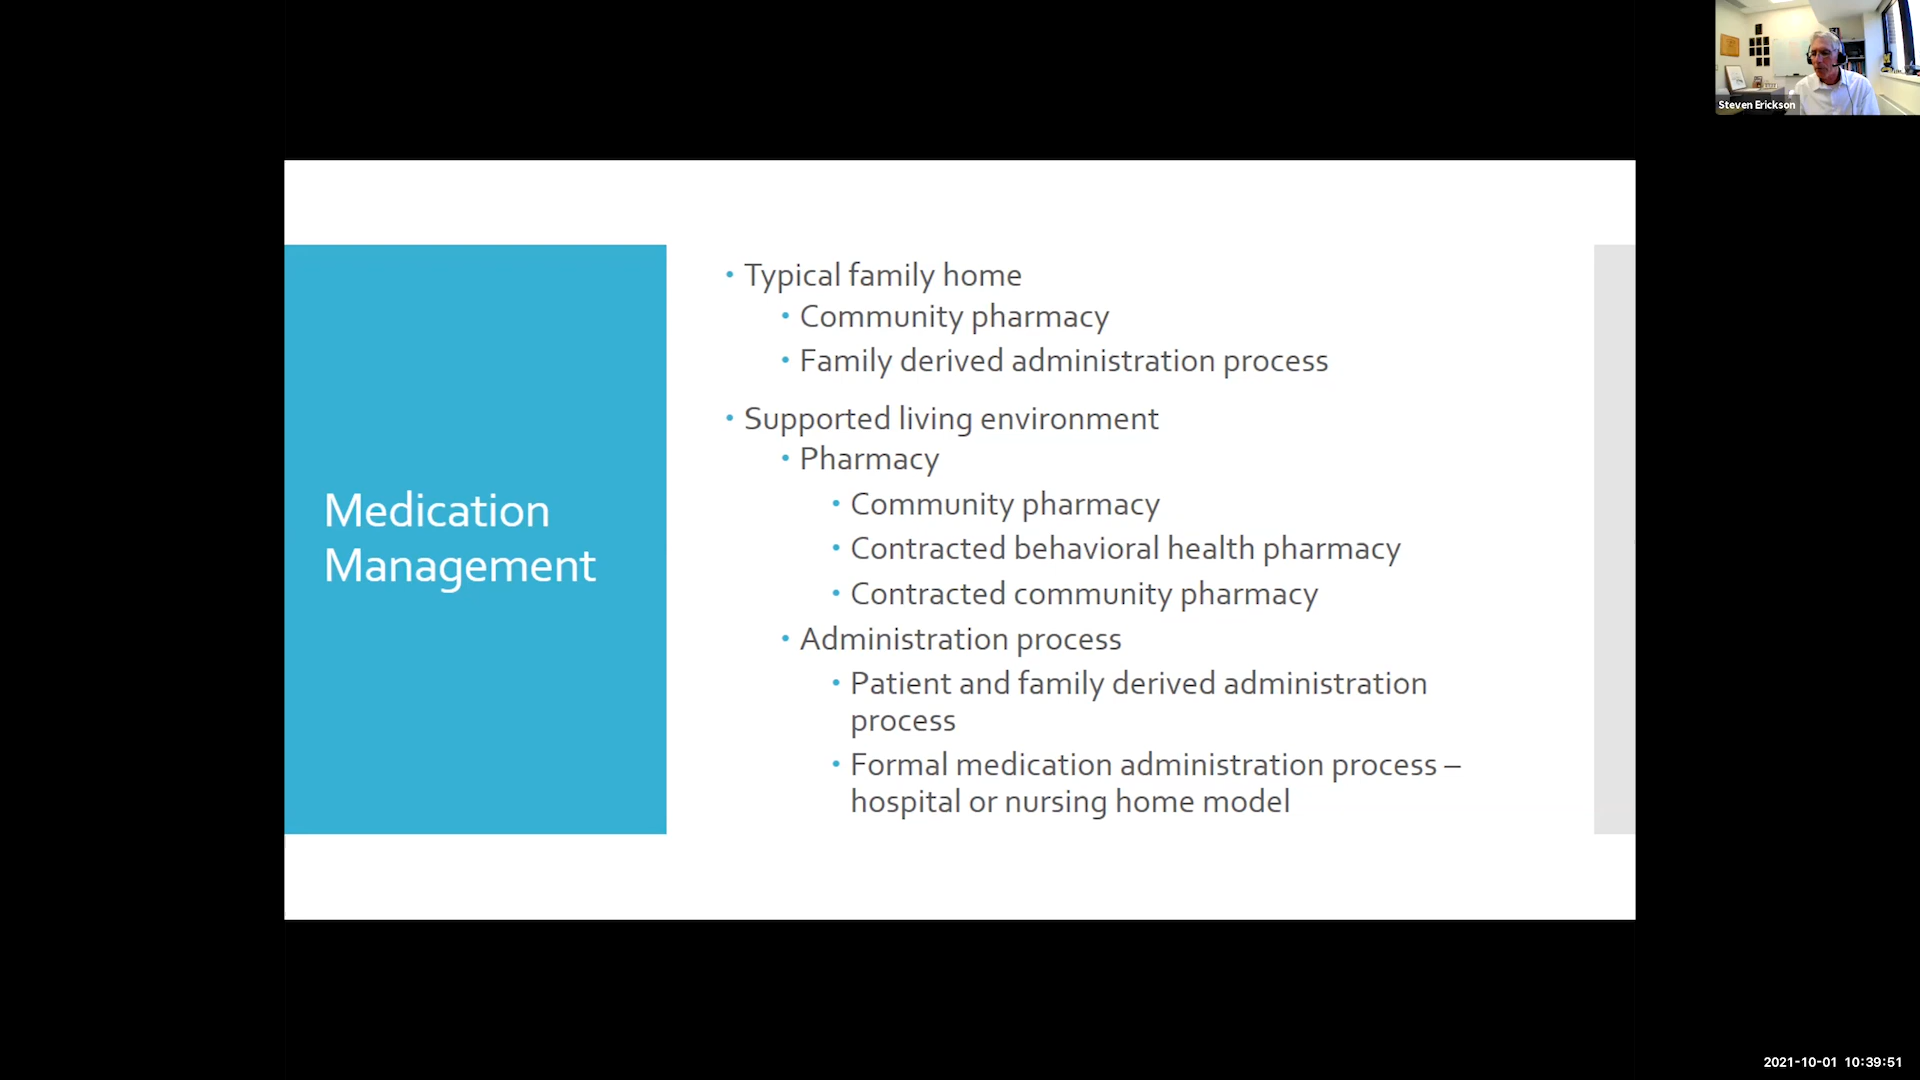 Steven Erickson
Medication
Management
• Typical family home
• Community pharmacy
• Family derived administration process
• Supported living environment
• Pharmacy
• Community pharmacy
• Contracted behavioral health pharmacy
• Contracted community pharmacy
• Administration process
• Patient and family derived administration
process
• Formal medication administration process –
hospital or nursing home model
2021-10-01 10:39:51